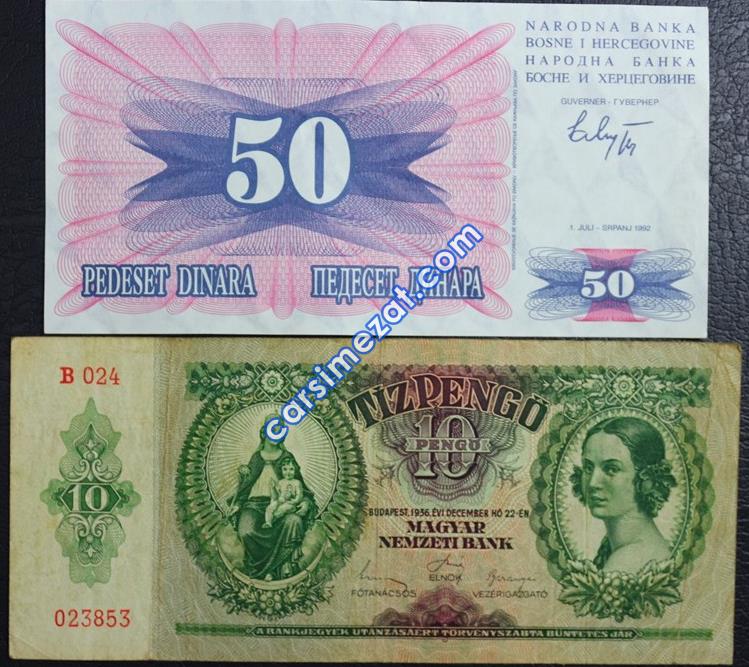 NARODNA BANKA
BOSNE I HERCEGOVINE
НАРОДНА БАНКА
БОСНЕ И ХЕРЦЕГОВИНЕ
GUVERNER - ГУВЕРНЕР
50
1. JULI - SRPANJ 1992
PEDESET DINARA ПЕДЕСЕТ ДИНАРА
50
carsimezat.com
B 024
TÍZPENGŐ
10
PENGŐ
10
BUDAPEST, 1936. ÉVI DECEMBER HÓ 22-ÉN
MAGYAR
NEMZETI BANK
ELNÖK
FŐTANÁCSOS VEZÉRIGAZGATÓ
023853
A BANKJEGYEK UTÁNZÁSÁÉRT TÖRVÉNYSZABTA BÜNTETÉS JÁR